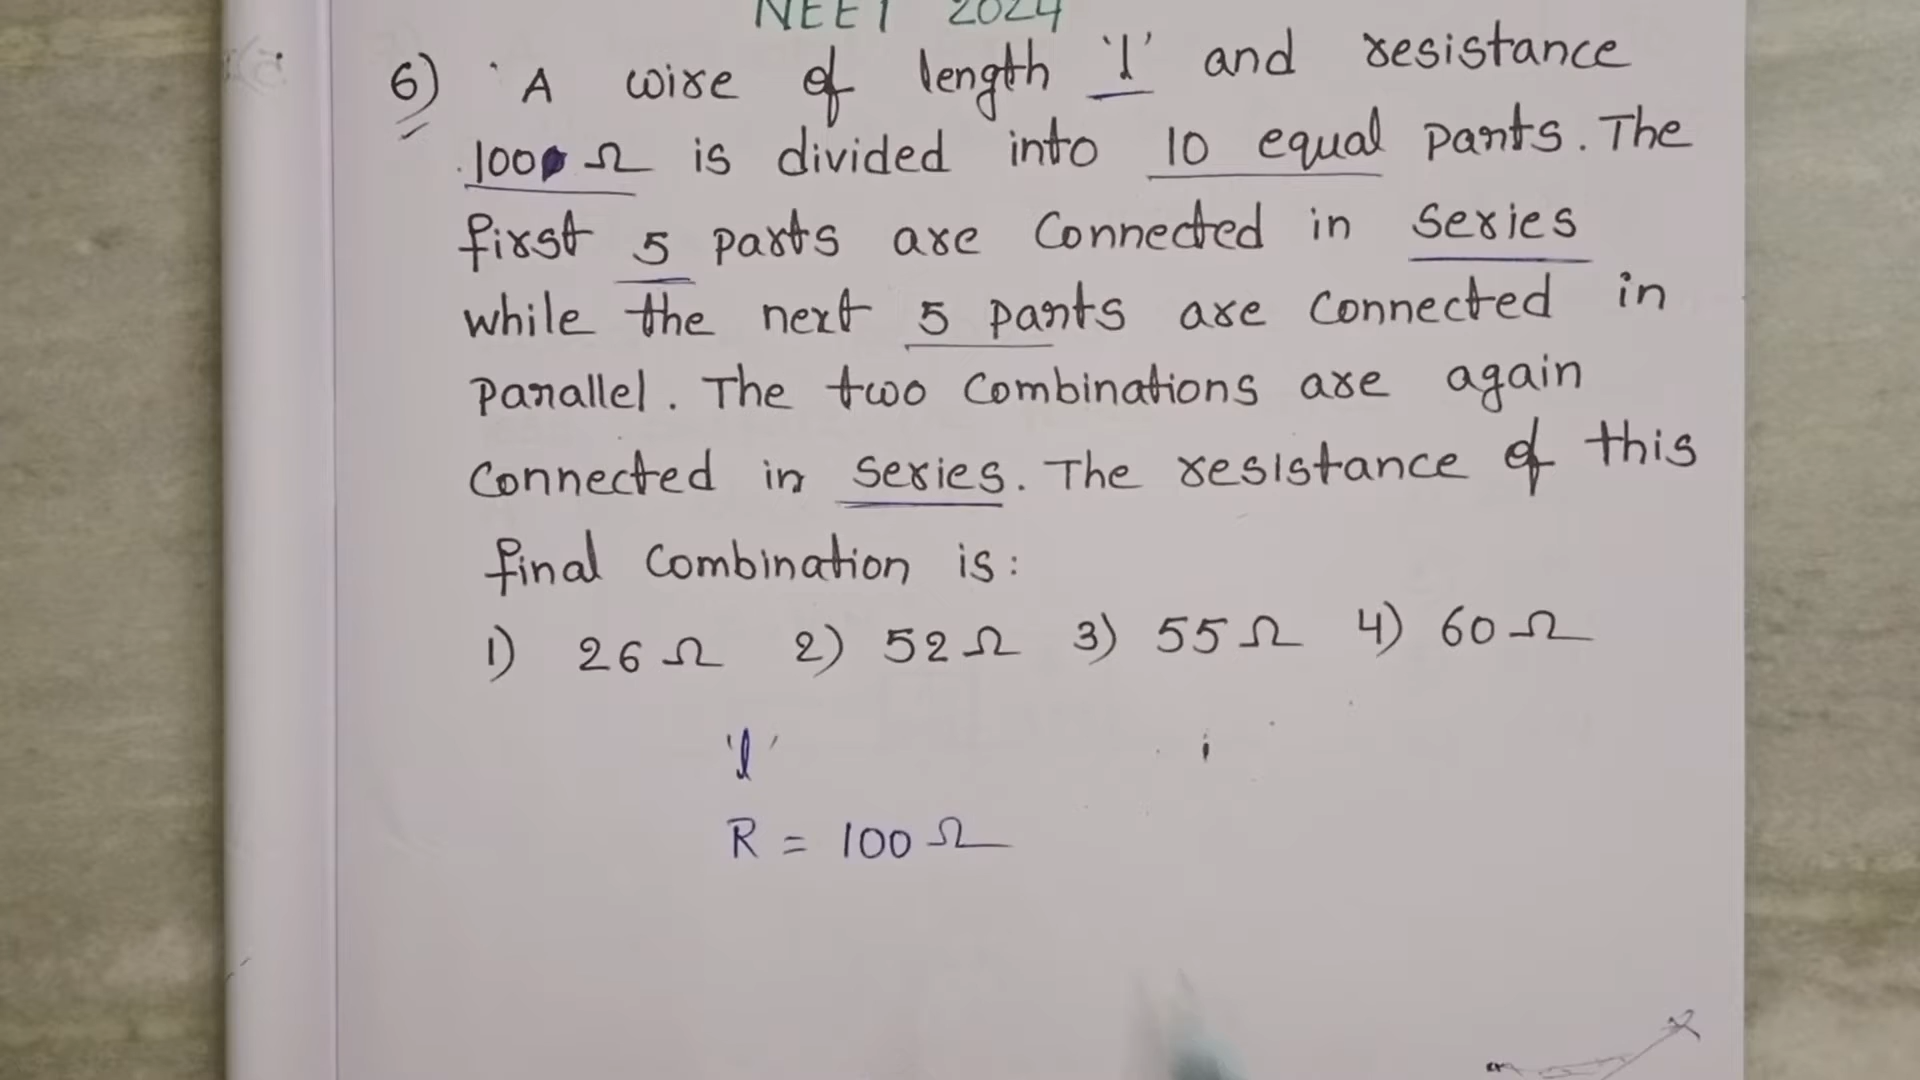 NEET 2024
6) A wire of length 'l' and resistance
100 Ω is divided into 10 equal parts. The
first 5 parts are connected in series
while the next 5 parts are connected in
parallel. The two combinations are again
connected in series. The resistance of this
final combination is:
1) 26 Ω 2) 52 Ω 3) 55 Ω 4) 60 Ω
'l'
R = 100 Ω